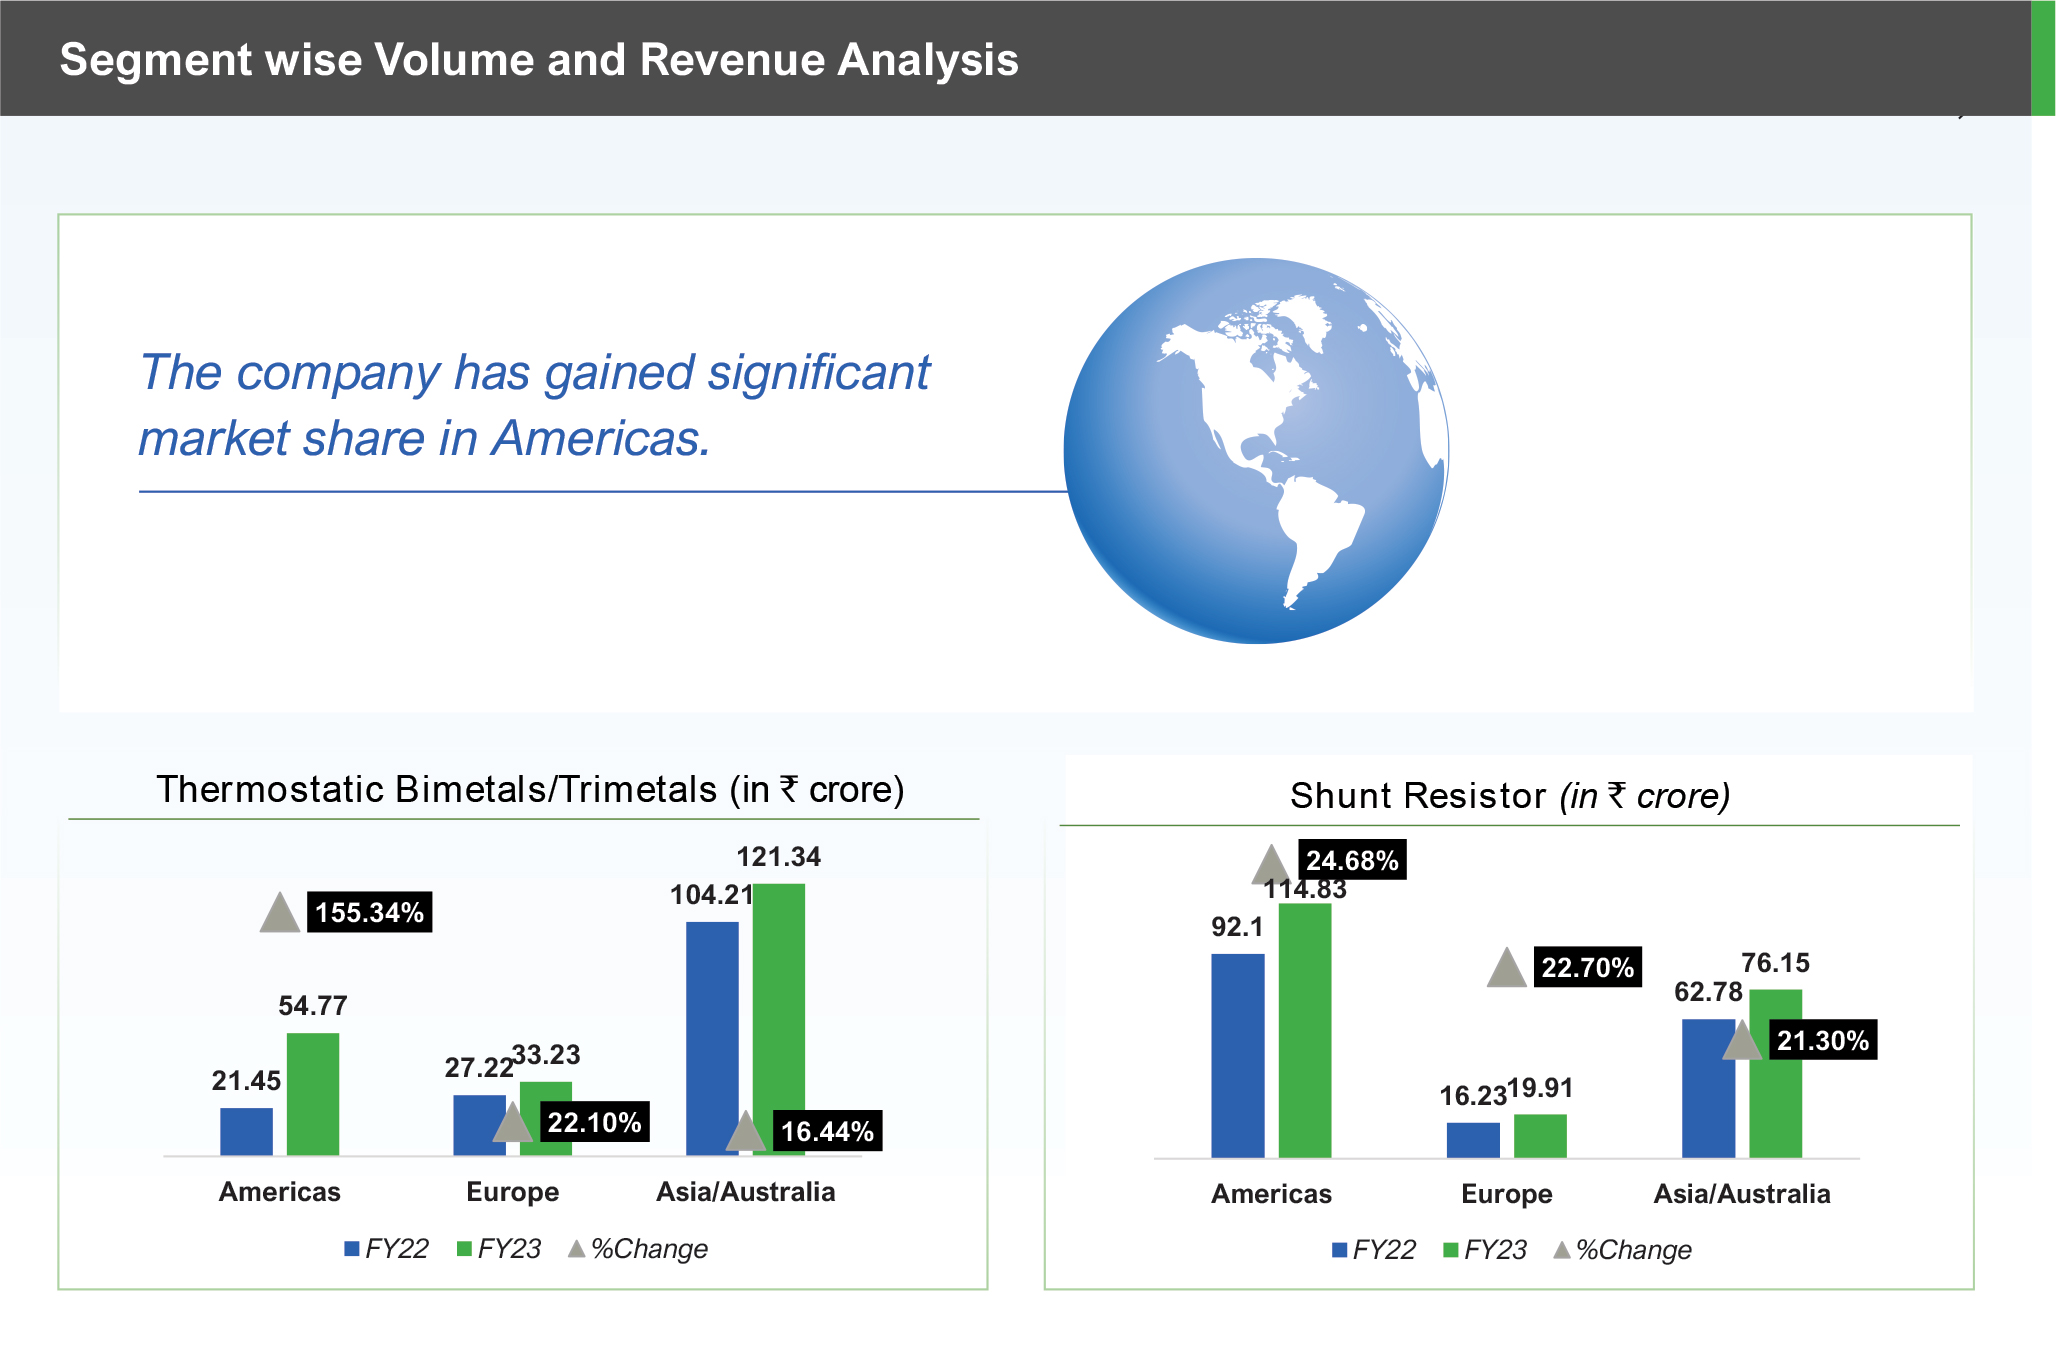 Segment wise Volume and Revenue Analysis
The company has gained significant
market share in Americas.
Thermostatic Bimetals/Trimetals (in ₹ crore)
121.34
104.21
155.34%
54.77
33.23
27.22
21.45
22.10%
16.44%
Americas Europe Asia/Australia
FY22 FY23 %Change
Shunt Resistor (in ₹ crore)
24.68%
114.83
92.1
22.70%
76.15
62.78
21.30%
19.91
16.23
Americas Europe Asia/Australia
FY22 FY23 %Change